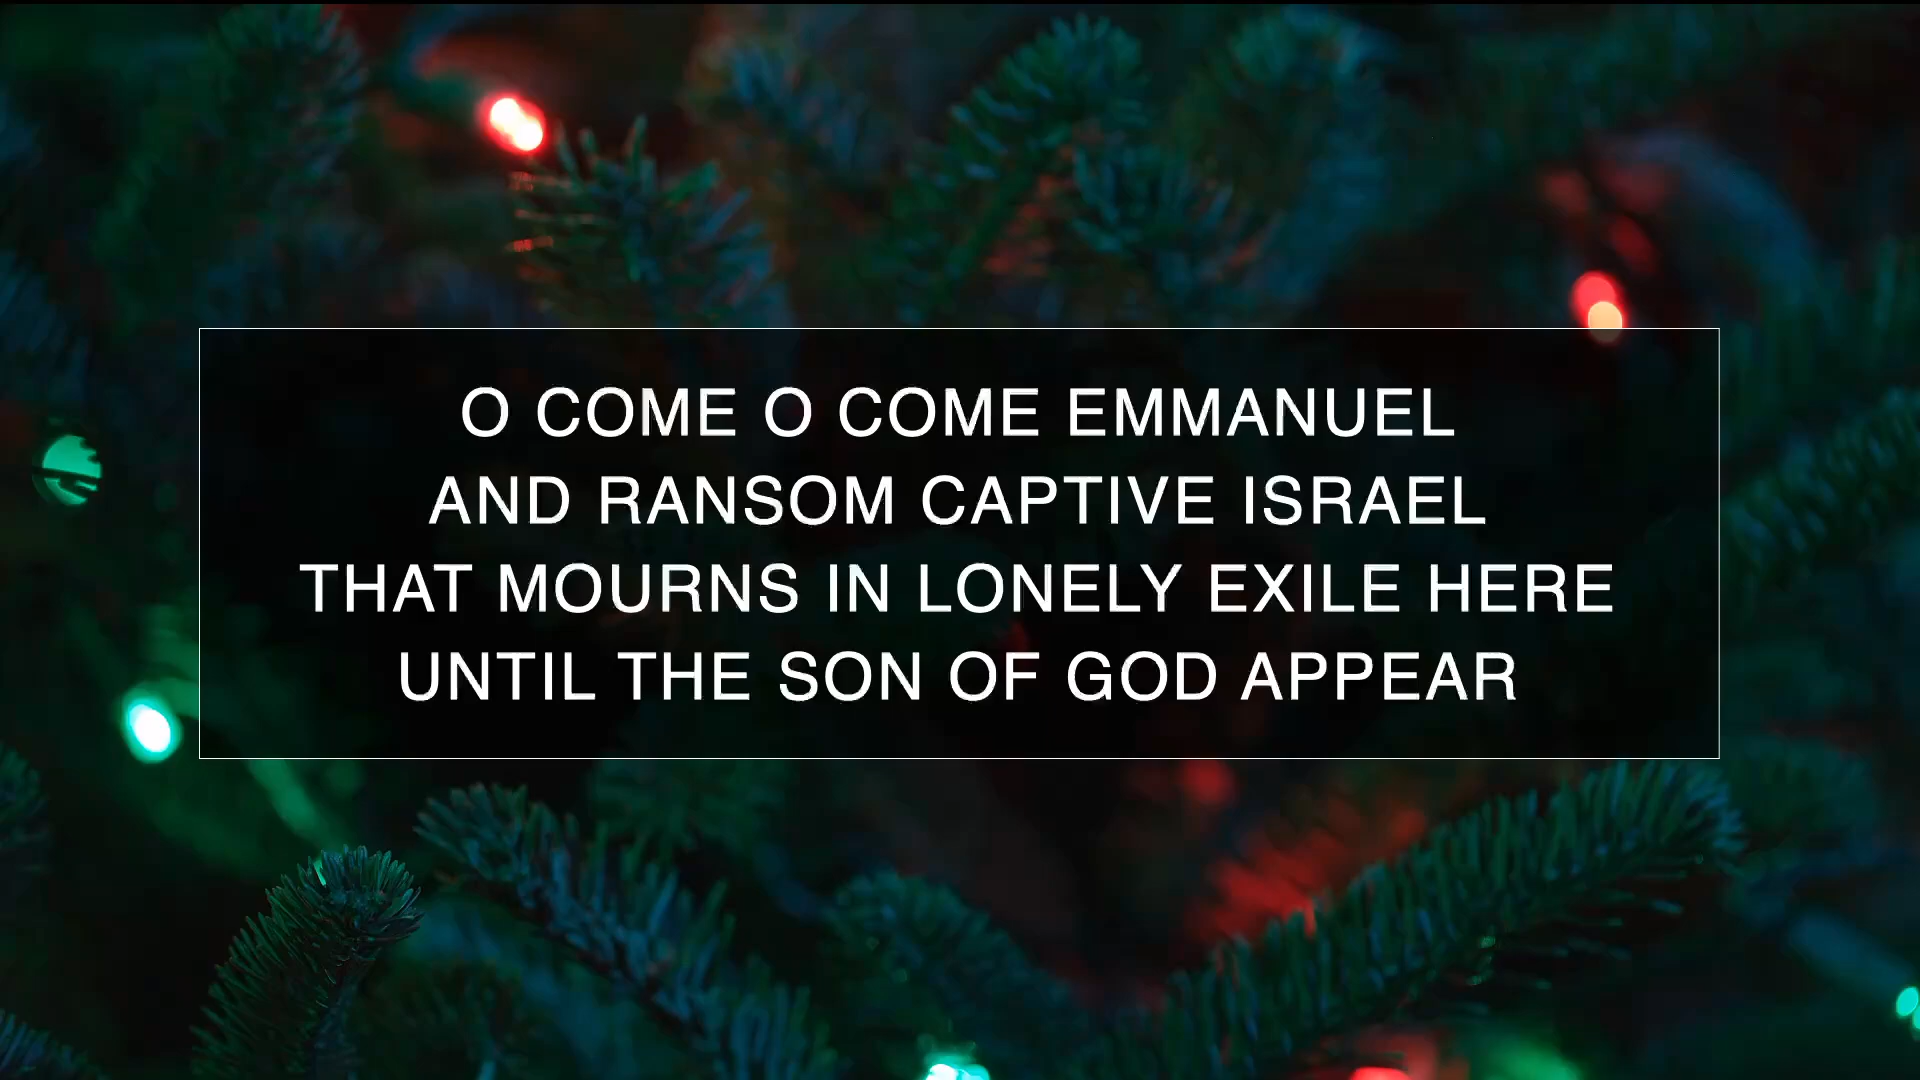 O COME O COME EMMANUEL
AND RANSOM CAPTIVE ISRAEL
THAT MOURNS IN LONELY EXILE HERE
UNTIL THE SON OF GOD APPEAR